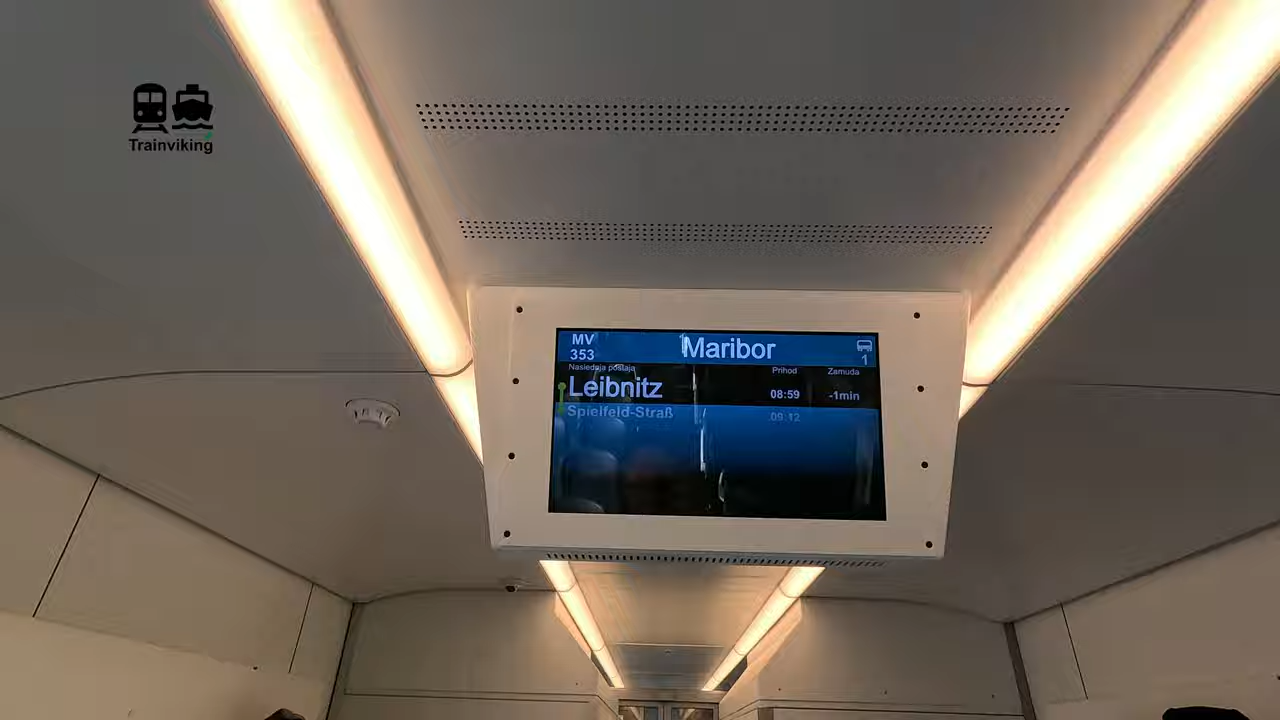 Trainviking
MV
353
Maribor
1
Naslednja postaja
Prihod
Zamuda
Leibnitz
08:59
-1min
Spielfeld-Straß
09:12